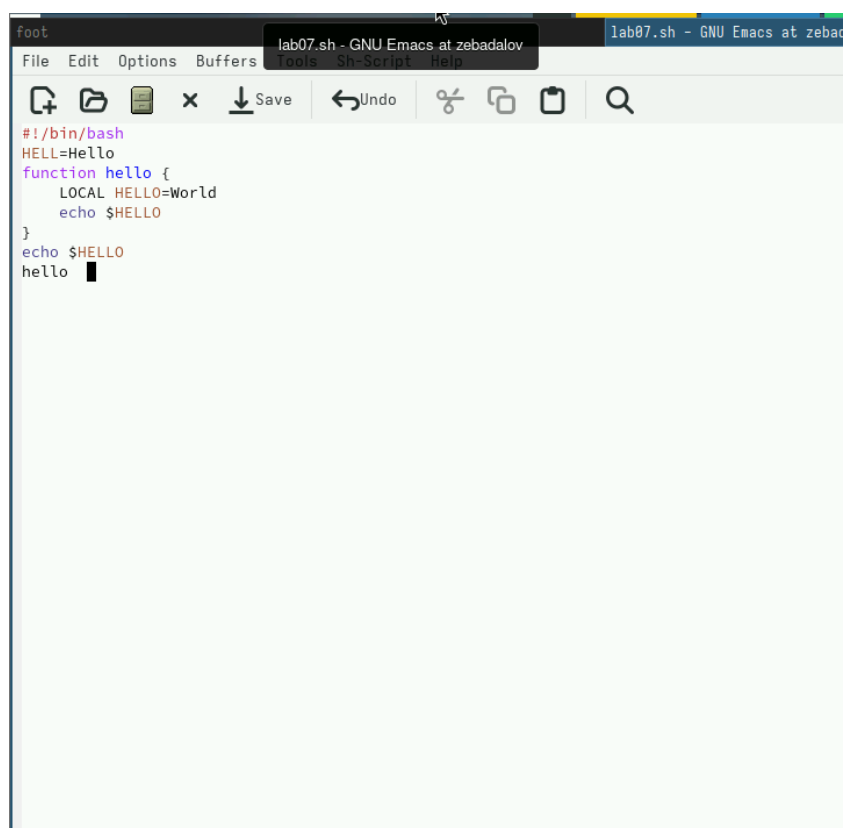 foot
lab07.sh - GNU Emacs at zebad
lab07.sh - GNU Emacs at zebadalov
File Edit Options Buffers Tools Sh-Script Help
Save Undo
#!/bin/bash
HELL=Hello
function hello {
    LOCAL HELLO=World
    echo $HELLO
}
echo $HELLO
hello